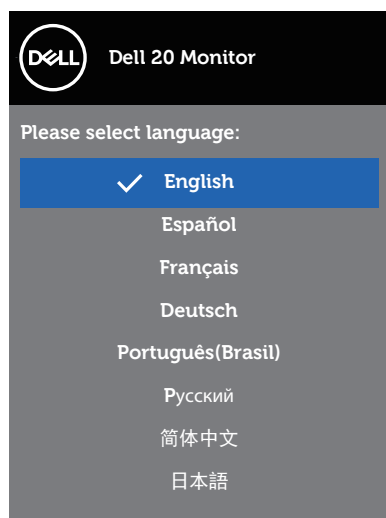 DELL Dell 20 Monitor
Please select language:
English
Español
Français
Deutsch
Português(Brasil)
Русский
简体中文
日本語